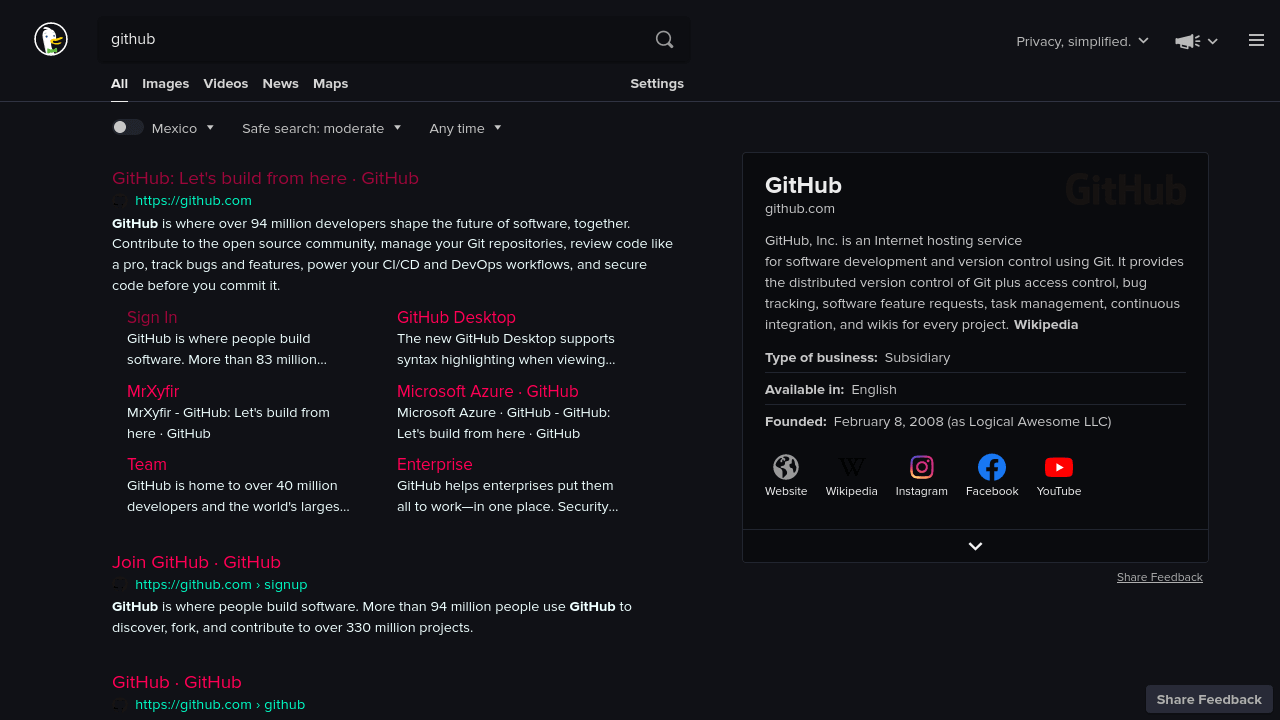 github
Privacy, simplified.
All Images Videos News Maps Settings
Mexico Safe search: moderate Any time
GitHub: Let's build from here · GitHub
https://github.com
GitHub is where over 94 million developers shape the future of software, together.
Contribute to the open source community, manage your Git repositories, review code like
a pro, track bugs and features, power your CI/CD and DevOps workflows, and secure
code before you commit it.
Sign In
GitHub is where people build
software. More than 83 million...
GitHub Desktop
The new GitHub Desktop supports
syntax highlighting when viewing...
MrXyfir
MrXyfir - GitHub: Let's build from
here · GitHub
Microsoft Azure · GitHub
Microsoft Azure · GitHub - GitHub:
Let's build from here · GitHub
Team
GitHub is home to over 40 million
developers and the world's larges...
Enterprise
GitHub helps enterprises put them
all to work—in one place. Security...
Join GitHub · GitHub
https://github.com › signup
GitHub is where people build software. More than 94 million people use GitHub to
discover, fork, and contribute to over 330 million projects.
GitHub · GitHub
https://github.com › github
GitHub
GitHub
github.com
GitHub, Inc. is an Internet hosting service
for software development and version control using Git. It provides
the distributed version control of Git plus access control, bug
tracking, software feature requests, task management, continuous
integration, and wikis for every project. Wikipedia
Type of business: Subsidiary
Available in: English
Founded: February 8, 2008 (as Logical Awesome LLC)
Website Wikipedia Instagram Facebook YouTube
Share Feedback
Share Feedback